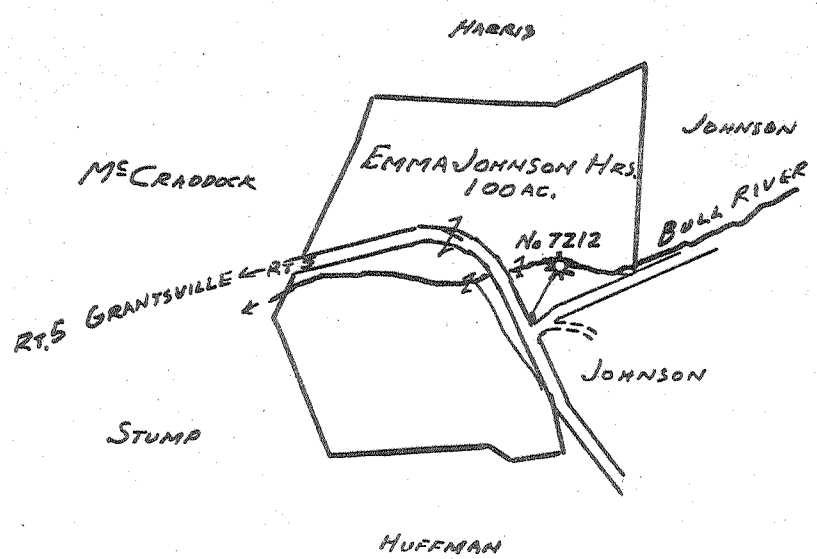 HARRIS
JOHNSON
McCRADDOCK
EMMA JOHNSON HRS.
100 AC.
BULL RIVER
No 7212
RT. 5 GRANTSVILLE ← RT. 5
JOHNSON
STUMP
HUFFMAN